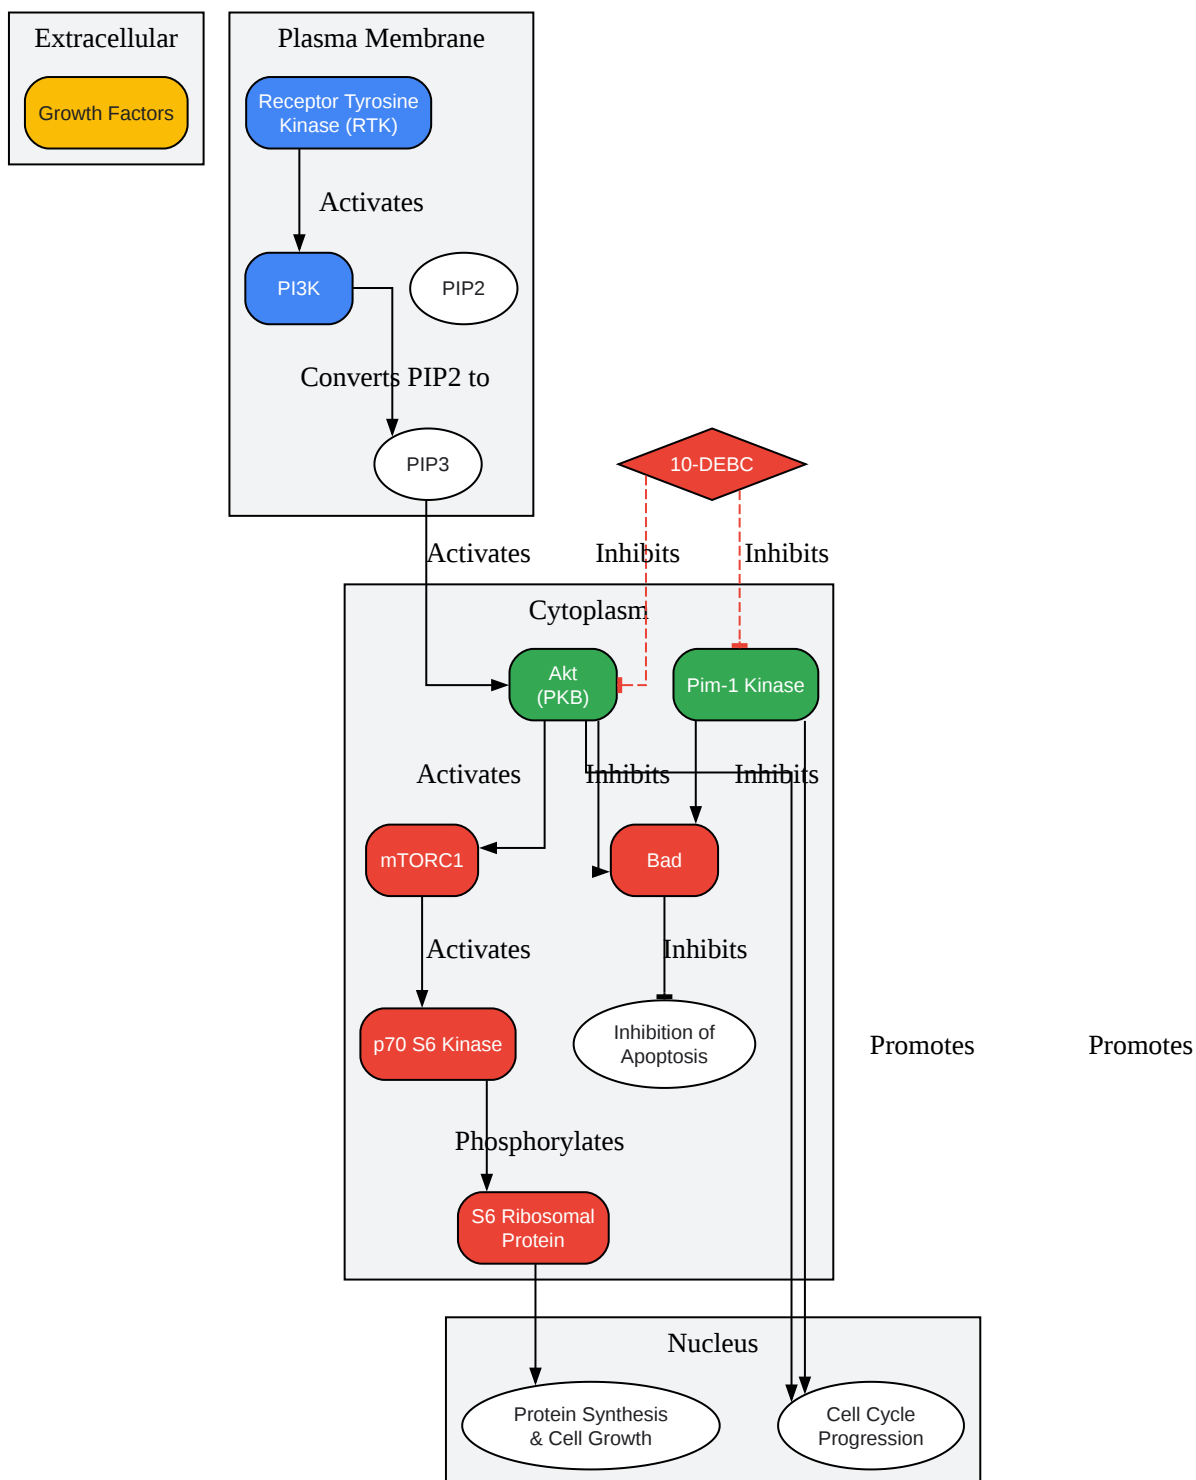 Extracellular
Plasma Membrane
Growth Factors
Receptor Tyrosine
Kinase (RTK)
Activates
PI3K
PIP2
Converts PIP2 to
PIP3
10-DEBC
Activates
Inhibits
Inhibits
Cytoplasm
Akt
(PKB)
Pim-1 Kinase
Activates
Inhibits
Inhibits
mTORC1
Bad
Activates
Inhibits
p70 S6 Kinase
Inhibition of
Apoptosis
Promotes
Promotes
Phosphorylates
S6 Ribosomal
Protein
Nucleus
Protein Synthesis
& Cell Growth
Cell Cycle
Progression